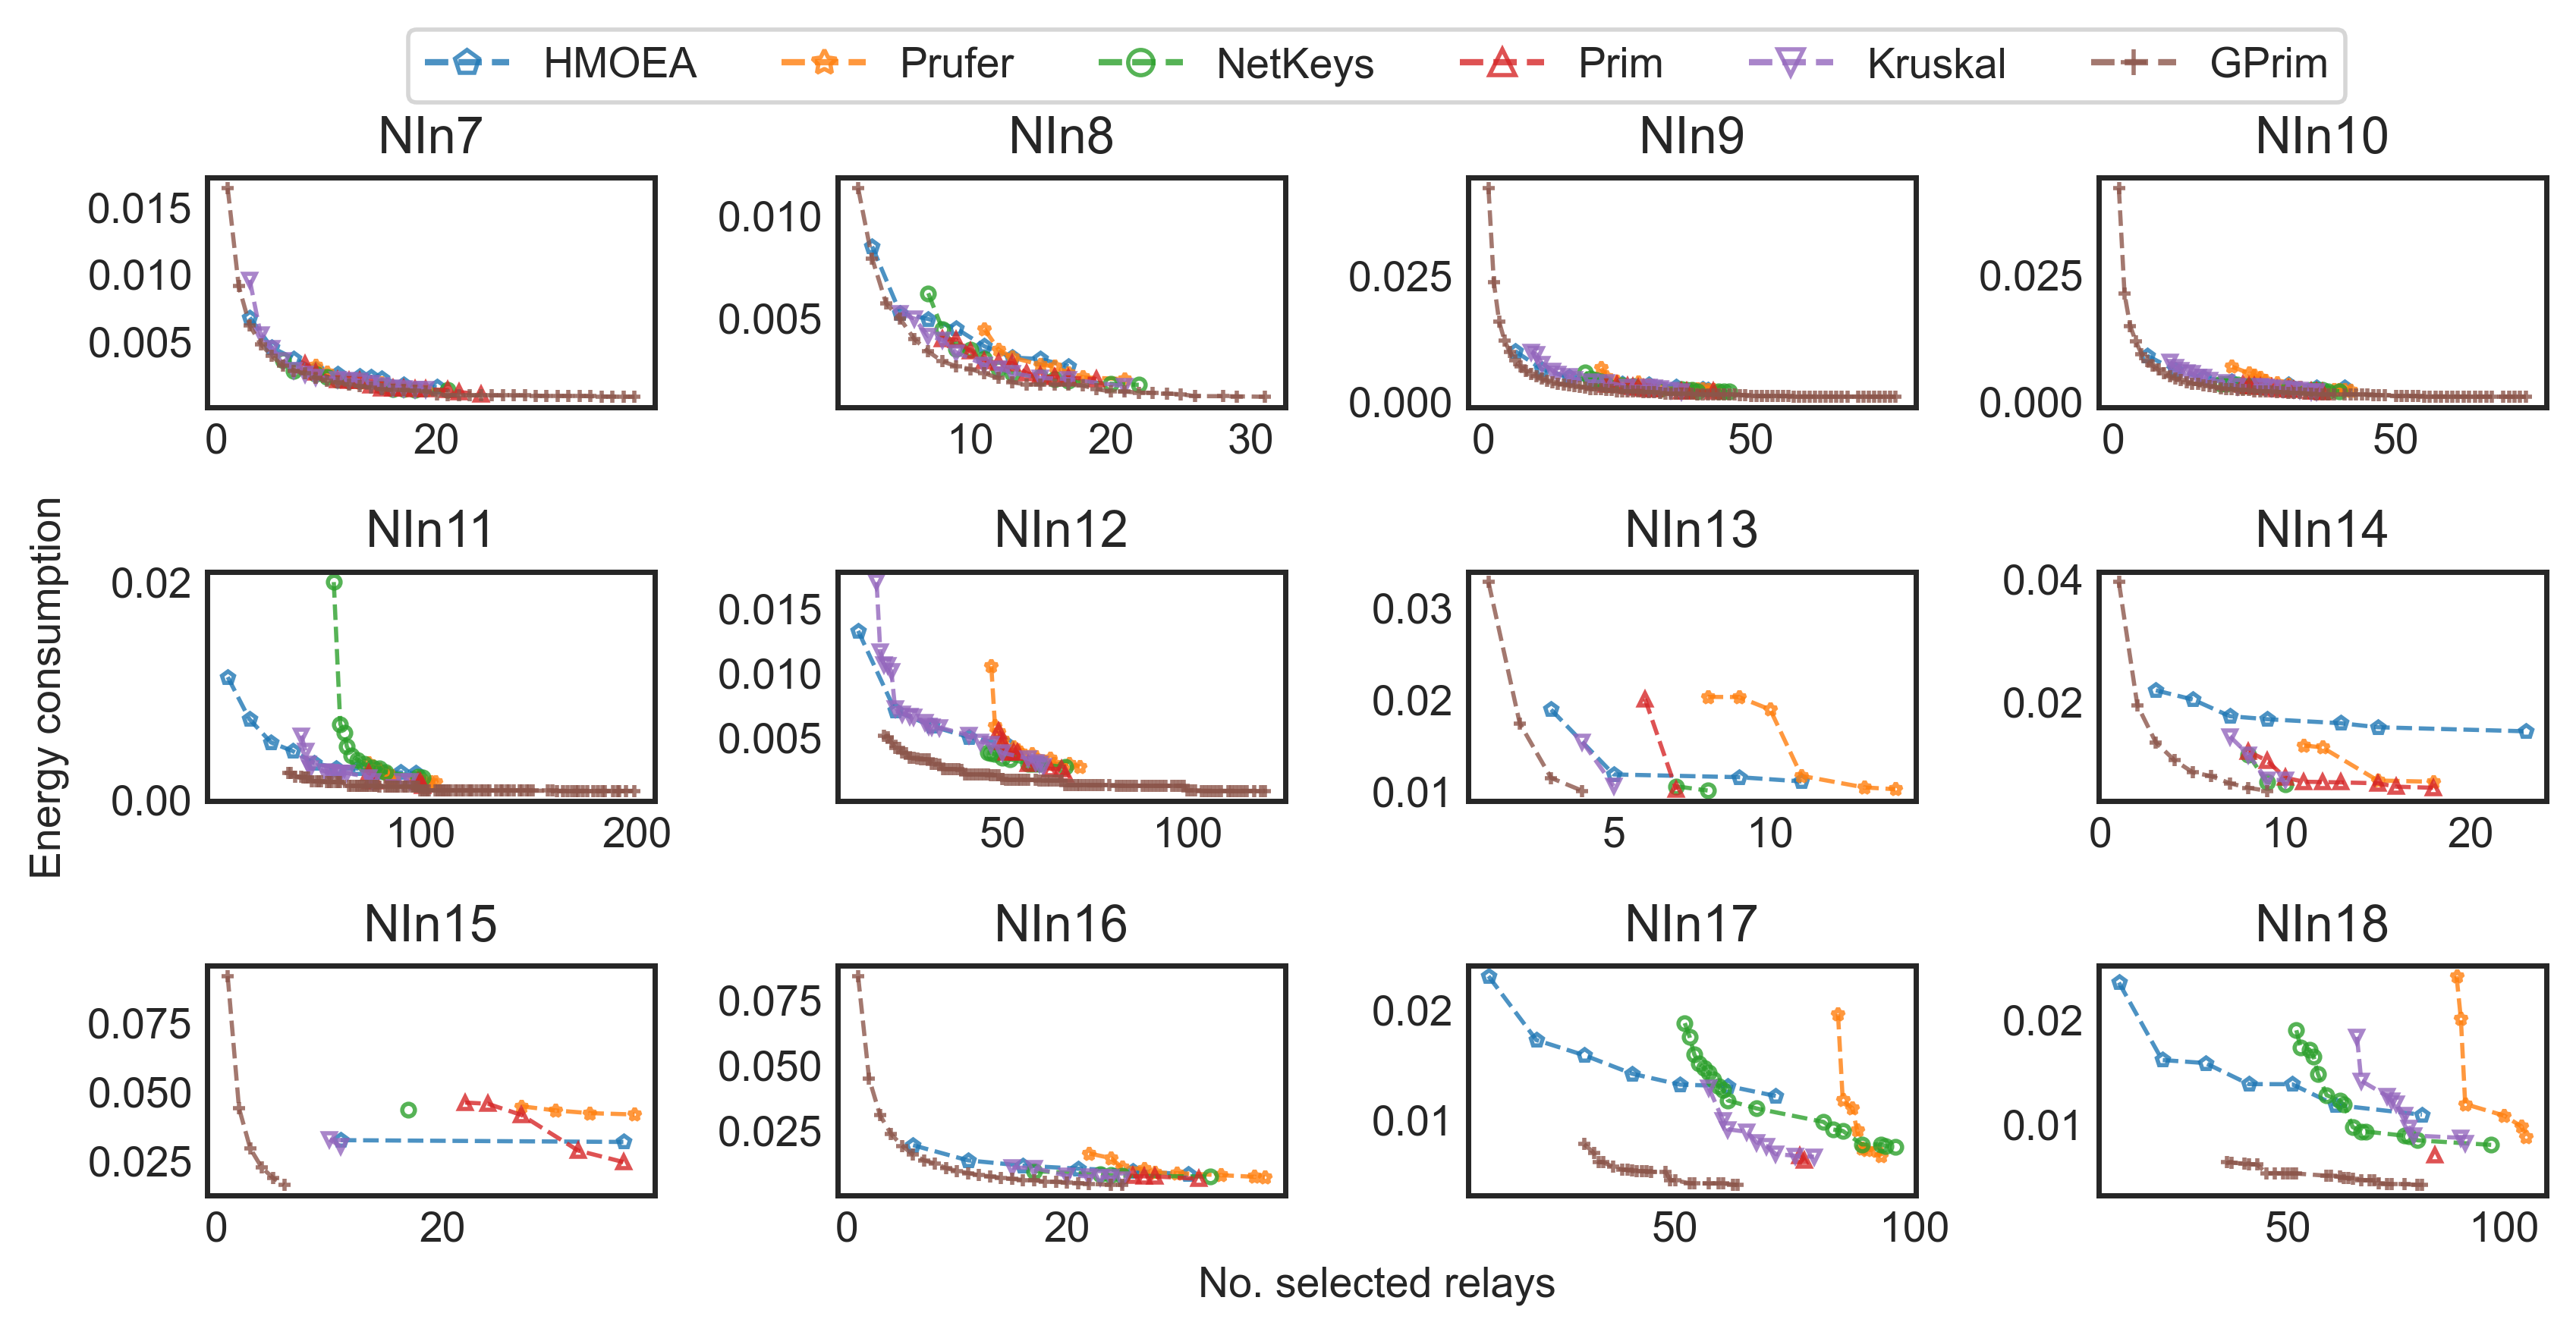 HMOEA Prufer NetKeys Prim Kruskal GPrim
NIn7 NIn8 NIn9 NIn10
0.015 0.010 0.005
0 20
0.010 0.005
10 20 30
0.025 0.000
0 50
0.025 0.000
0 50
Energy consumption
NIn11 NIn12 NIn13 NIn14
0.02 0.00
100 200
0.015 0.010 0.005
50 100
0.03 0.02 0.01
5 10
0.04 0.02
0 10 20
NIn15 NIn16 NIn17 NIn18
0.075 0.050 0.025
0 20
0.075 0.050 0.025
0 20
0.02 0.01
50 100
0.02 0.01
50 100
No. selected relays